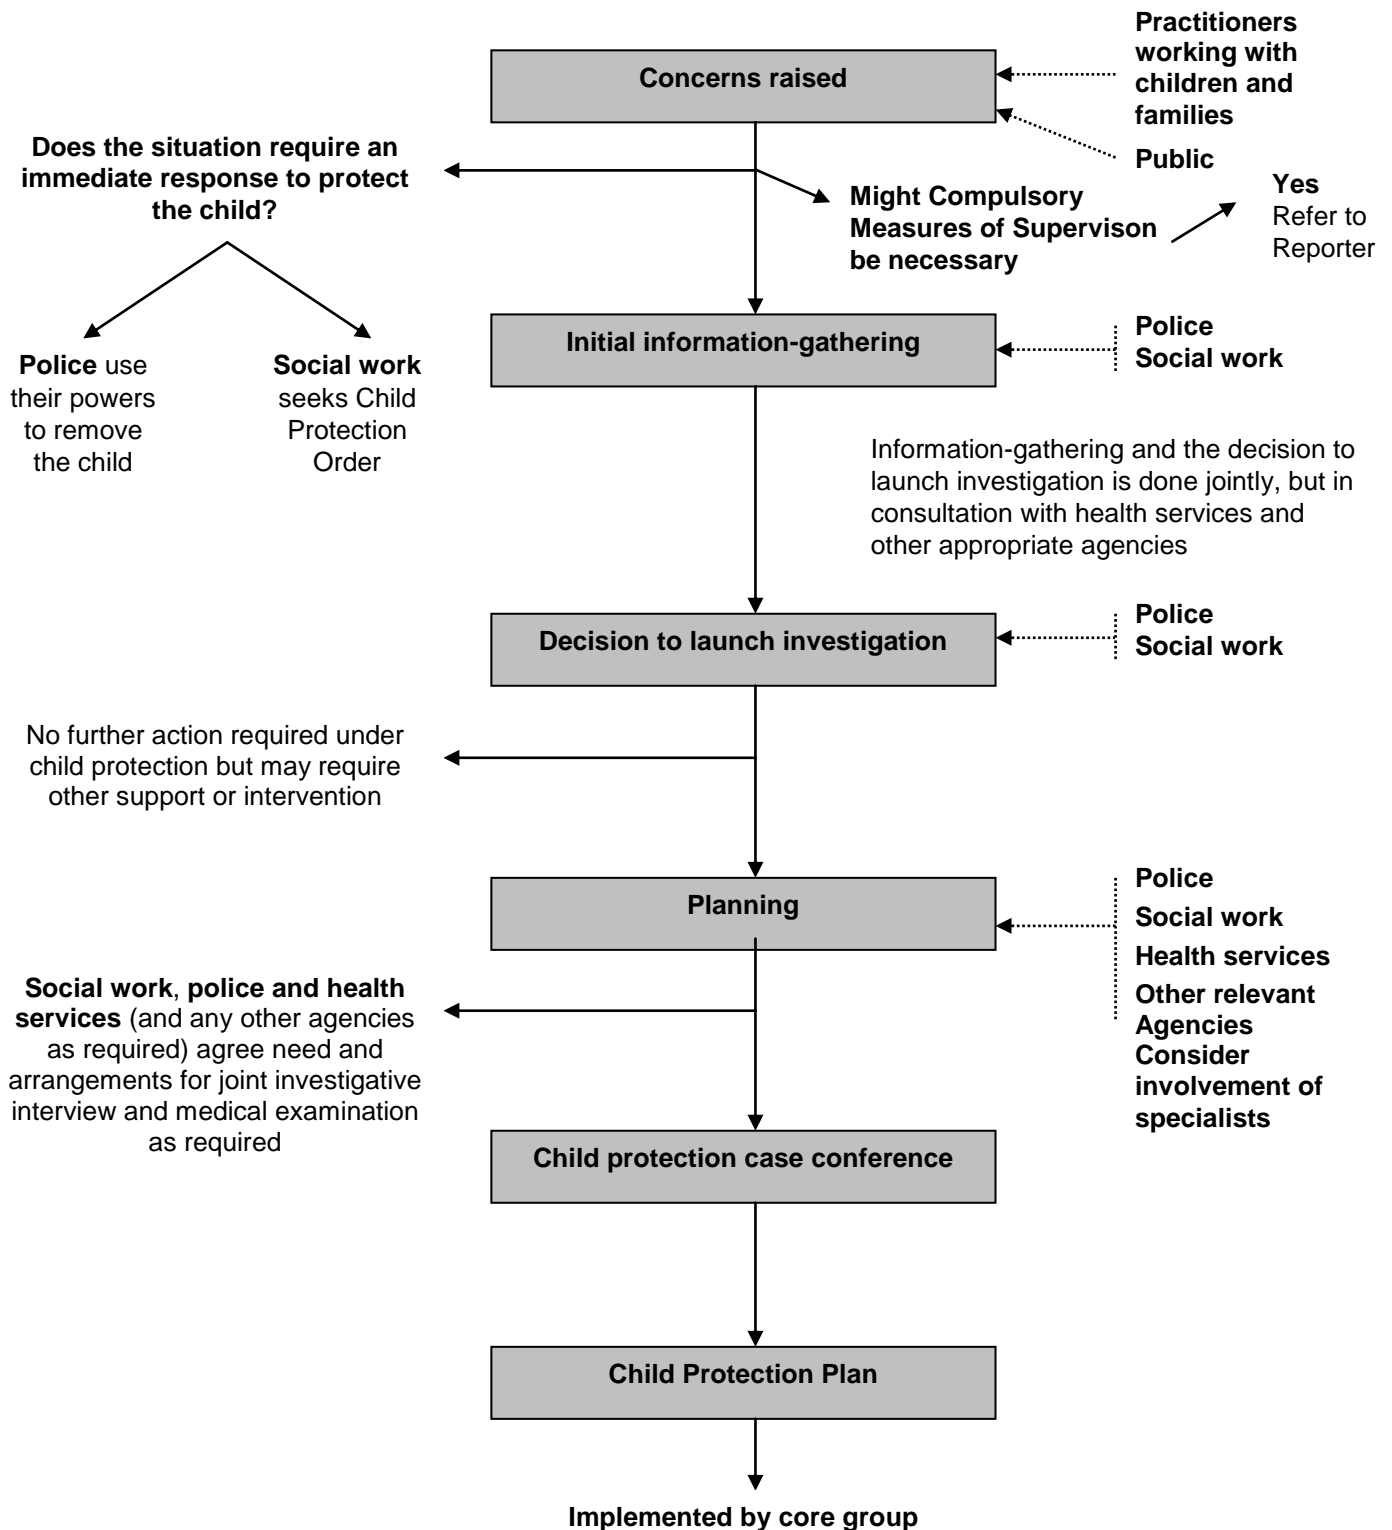 Practitioners
working with
children and
families
Concerns raised
Public
Does the situation require an
immediate response to protect
the child?
Might Compulsory
Measures of Supervison
be necessary
Yes
Refer to
Reporter
Police use
their powers
to remove
the child
Social work
seeks Child
Protection
Order
Initial information-gathering
Police
Social work
Information-gathering and the decision to
launch investigation is done jointly, but in
consultation with health services and
other appropriate agencies
Decision to launch investigation
Police
Social work
No further action required under
child protection but may require
other support or intervention
Planning
Police
Social work
Health services
Other relevant
Agencies
Consider
involvement of
specialists
Social work, police and health
services (and any other agencies
as required) agree need and
arrangements for joint investigative
interview and medical examination
as required
Child protection case conference
Child Protection Plan
Implemented by core group